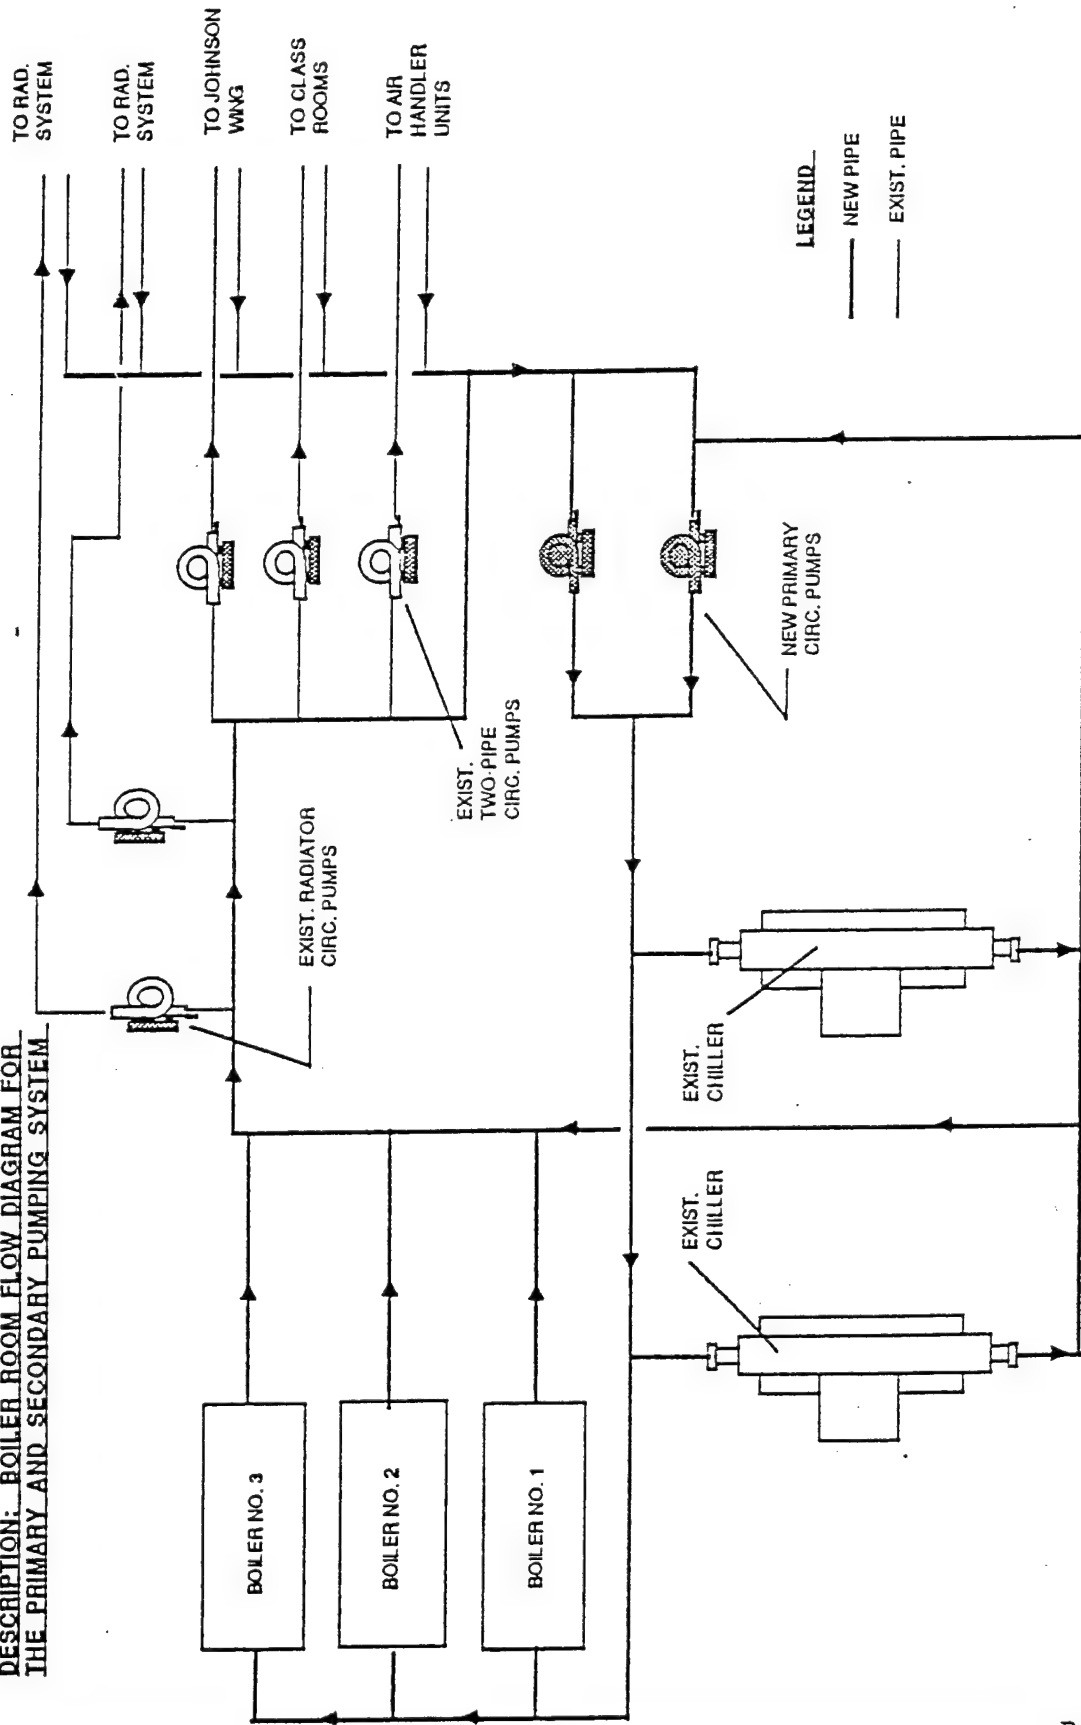 DESCRIPTION: BOILER ROOM FLOW DIAGRAM FOR
THE PRIMARY AND SECONDARY PUMPING SYSTEM
TO RAD.
SYSTEM
TO RAD.
SYSTEM
TO JOHNSON
WING
TO CLASS
ROOMS
TO AIR
HANDLER
UNITS
EXIST. RADIATOR
CIRC. PUMPS
EXIST.
TWO-PIPE
CIRC. PUMPS
NEW PRIMARY
CIRC. PUMPS
BOILER NO. 3
BOILER NO. 2
BOILER NO. 1
EXIST.
CHILLER
EXIST.
CHILLER
LEGEND
NEW PIPE
EXIST. PIPE